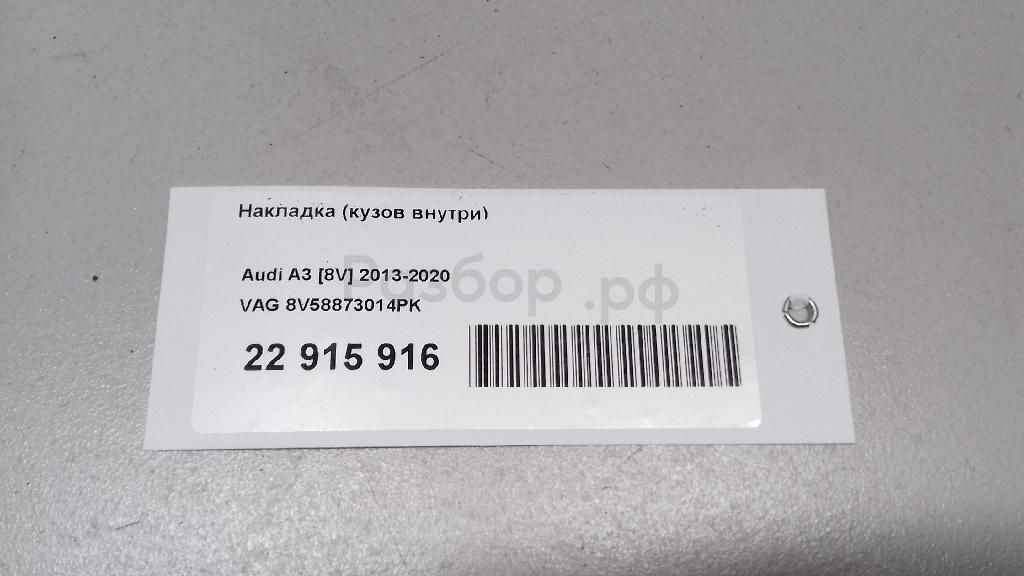 Накладка (кузов внутри)
Audi A3 [8V] 2013-2020
Разбор.рф
VAG 8V58873014PK
22 915 916